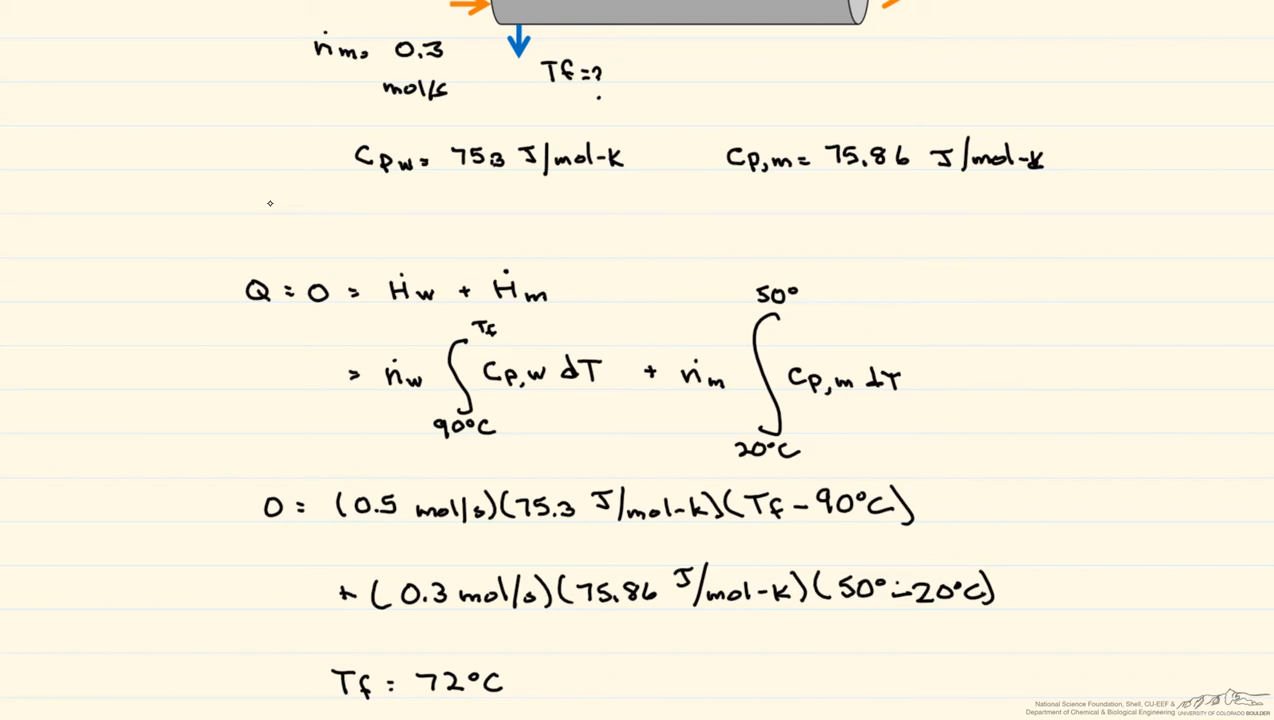 ṅm = 0.3
mol/s
Tf = ?
Cpw = 753 J/mol-K
Cp,m = 75.86 J/mol-K
Q = 0 = Ḣw + Ḣm
= ṅw ∫_{90°C}^{Tf} Cp,w dT + ṅm ∫_{20°C}^{50°} Cp,m dT
0 = (0.5 mol/s)(75.3 J/mol-K)(Tf - 90°C)
+ (0.3 mol/s)(75.86 J/mol-K)(50° - 20°C)
Tf = 72°C
National Science Foundation, Shell, CU-EEF &
Department of Chemical & Biological Engineering
UNIVERSITY OF COLORADO BOULDER